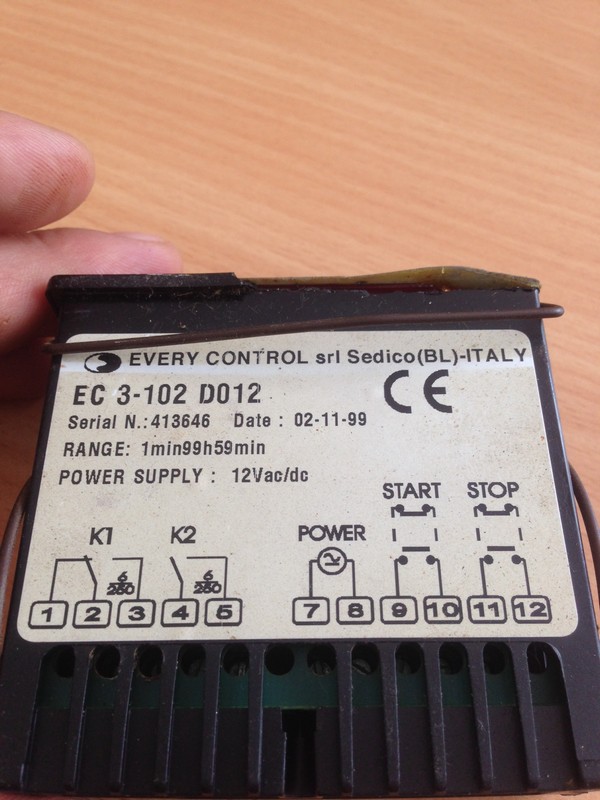 EVERY CONTROL srl Sedico(BL)-ITALY
EC 3-102 D012
CE
Serial N.:413646 Date : 02-11-99
RANGE: 1min99h59min
POWER SUPPLY : 12Vac/dc
START STOP
K1 K2 POWER
6 6
250 250
1 2 3 4 5 7 8 9 10 11 12